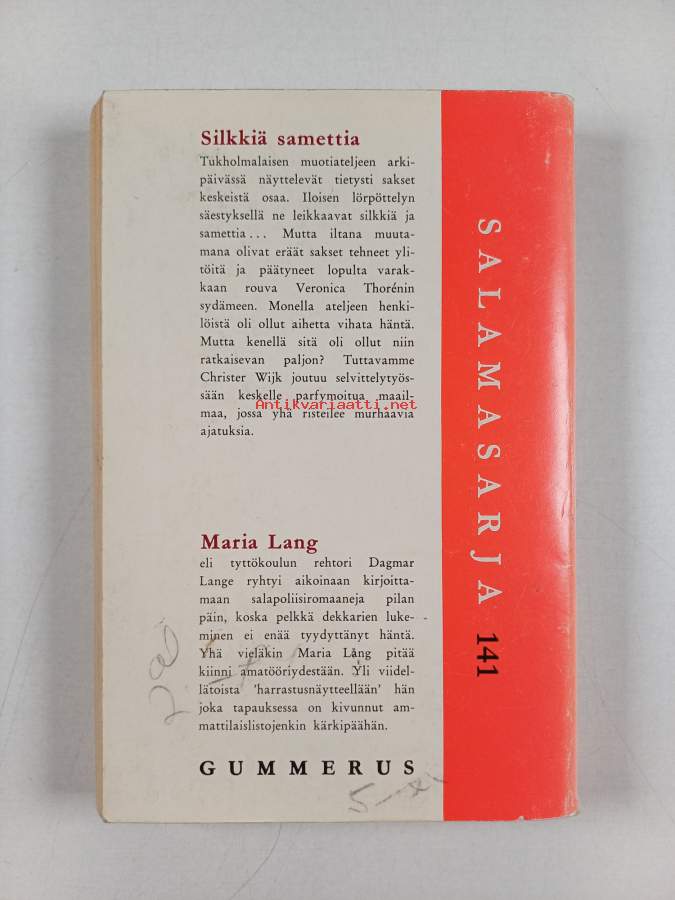 Silkkiä samettia
Tukholmalaisen muotiateljeen arki-
päivässä näyttelevät tietysti sakset
keskeistä osaa. Iloisen lörpöttelyn
säestyksellä ne leikkaavat silkkiä ja
samettia... Mutta iltana muuta-
mana olivat eräät sakset tehneet yli-
töitä ja päätyneet lopulta varak-
kaan rouva Veronica Thorénin
sydämeen. Monella ateljeen henki-
löistä oli ollut aihetta vihata häntä.
Mutta kenellä sitä oli ollut niin
ratkaisevan paljon? Tuttavamme
Christer Wijk joutuu selvittelytyös-
sään keskelle parfymoitua maail-
maa, jossa yhä risteilee murhaavia
ajatuksia.
Antikvariaatti.net
Maria Lang
eli tyttökoulun rehtori Dagmar
Lange ryhtyi aikoinaan kirjoitta-
maan salapoliisiromaaneja pilan
päin, koska pelkkä dekkarien luke-
minen ei enää tyydyttänyt häntä.
Yhä vieläkin Maria Lang pitää
kiinni amatööriydestään. Yli viidel-
lätoista 'harrastusnäytteellään' hän
joka tapauksessa on kivunnut am-
mattilaislistojenkin kärkipäähän.
GUMMERUS
SALAMASARJA 141